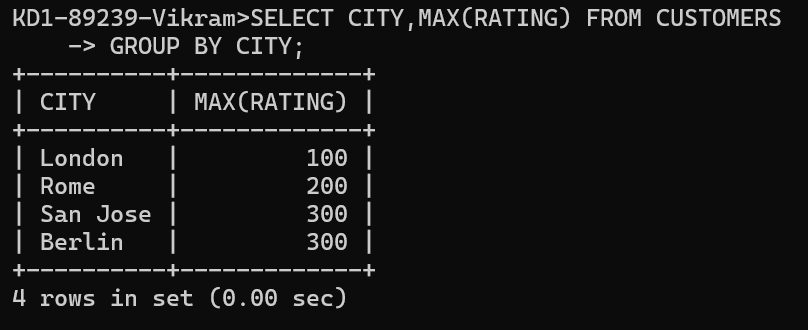 KD1-89239-Vikram>SELECT CITY,MAX(RATING) FROM CUSTOMERS
    -> GROUP BY CITY;
+----------+-------------+
| CITY     | MAX(RATING) |
+----------+-------------+
| London   |         100 |
| Rome     |         200 |
| San Jose |         300 |
| Berlin   |         300 |
+----------+-------------+
4 rows in set (0.00 sec)